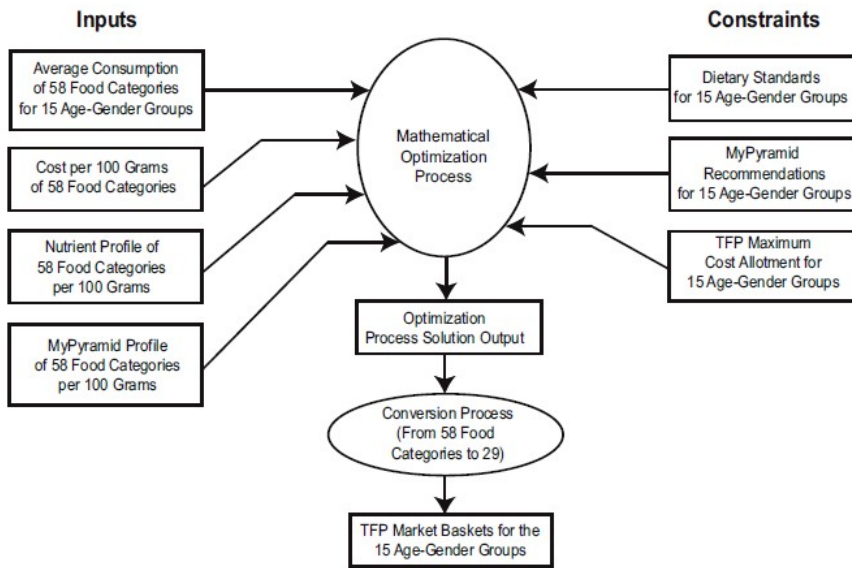 Inputs
Average Consumption
of 58 Food Categories
for 15 Age-Gender Groups
Cost per 100 Grams
of 58 Food Categories
Nutrient Profile of
58 Food Categories
per 100 Grams
MyPyramid Profile
of 58 Food Categories
per 100 Grams
Mathematical
Optimization
Process
Constraints
Dietary Standards
for 15 Age-Gender Groups
MyPyramid
Recommendations
for 15 Age-Gender Groups
TFP Maximum
Cost Allotment for
15 Age-Gender Groups
Optimization
Process Solution Output
Conversion Process
(From 58 Food
Categories to 29)
TFP Market Baskets for the
15 Age-Gender Groups